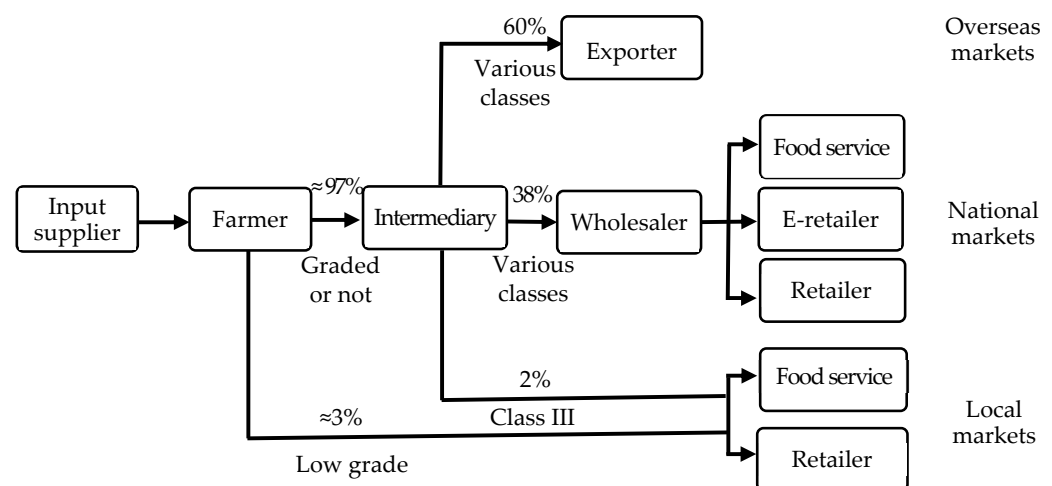 60%
Exporter
Overseas
markets
Various
classes
Food service
≈97%
38%
Input
supplier
Farmer
Intermediary
Wholesaler
E-retailer
National
markets
Graded
or not
Various
classes
Retailer
2%
Food service
≈3%
Class III
Local
markets
Low grade
Retailer